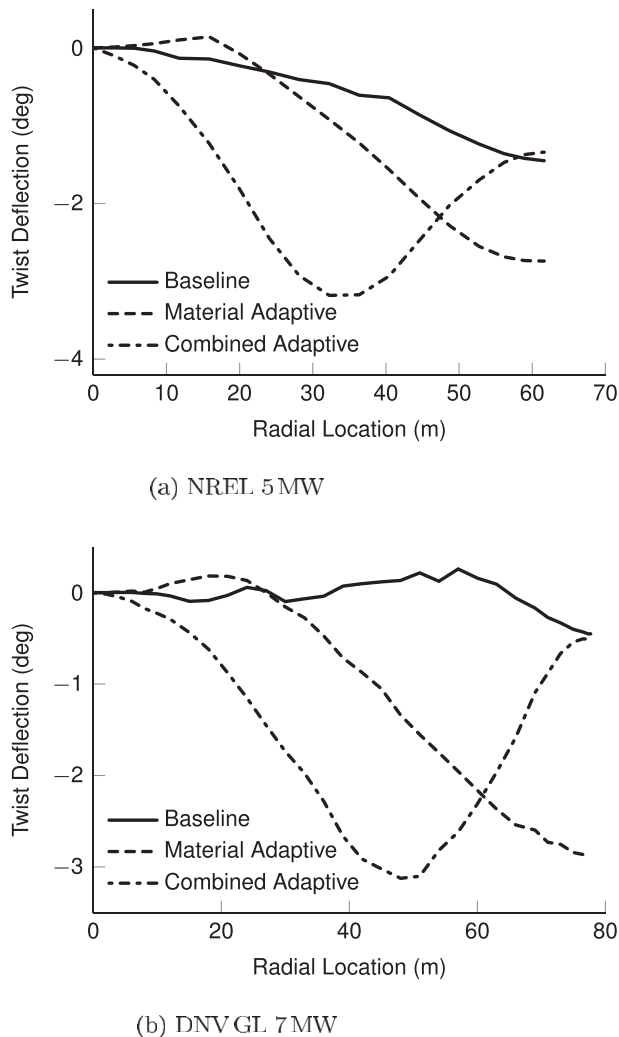 0
−2
−4
Twist Deflection (deg)
Baseline
Material Adaptive
Combined Adaptive
0 10 20 30 40 50 60 70
Radial Location (m)
(a) NREL 5 MW
0
−1
−2
−3
Twist Deflection (deg)
Baseline
Material Adaptive
Combined Adaptive
0 20 40 60 80
Radial Location (m)
(b) DNV GL 7 MW